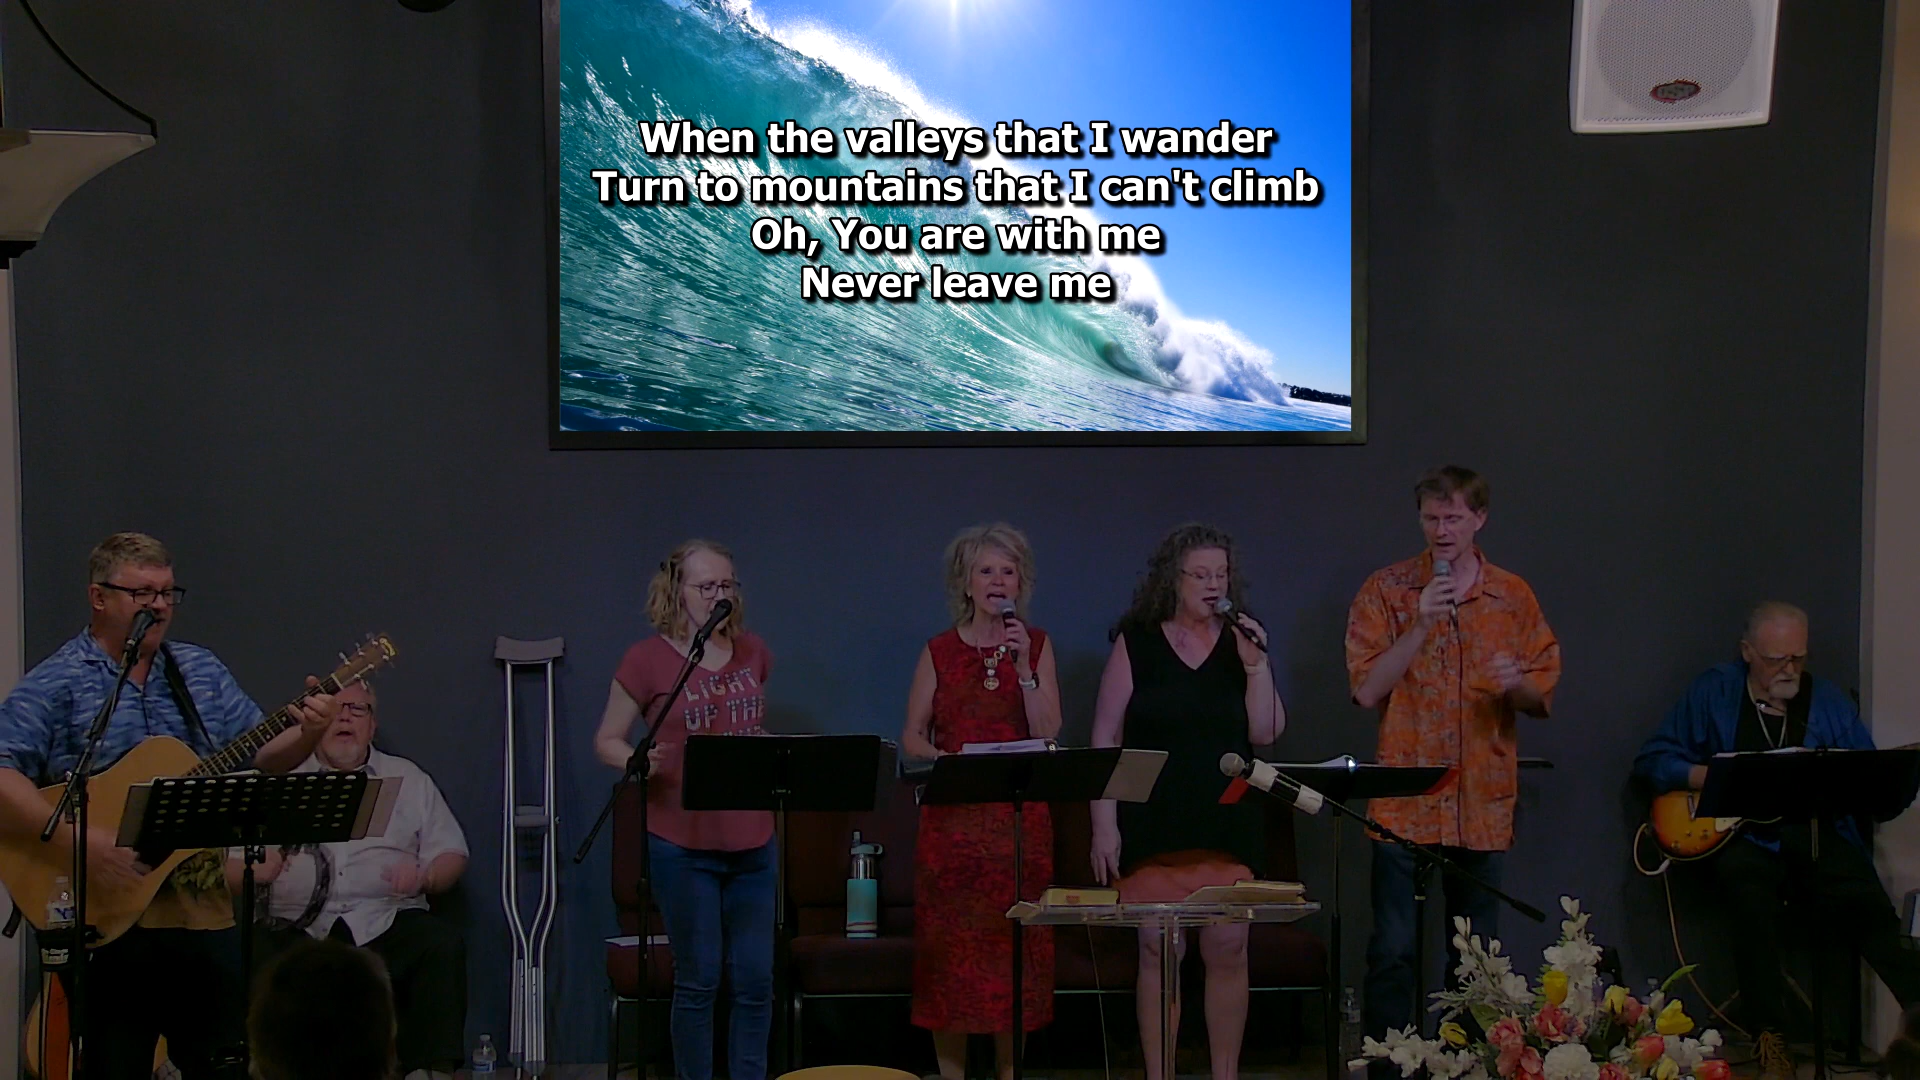 When the valleys that I wander
Turn to mountains that I can't climb
Oh, You are with me
Never leave me
LIGHT
UP THE